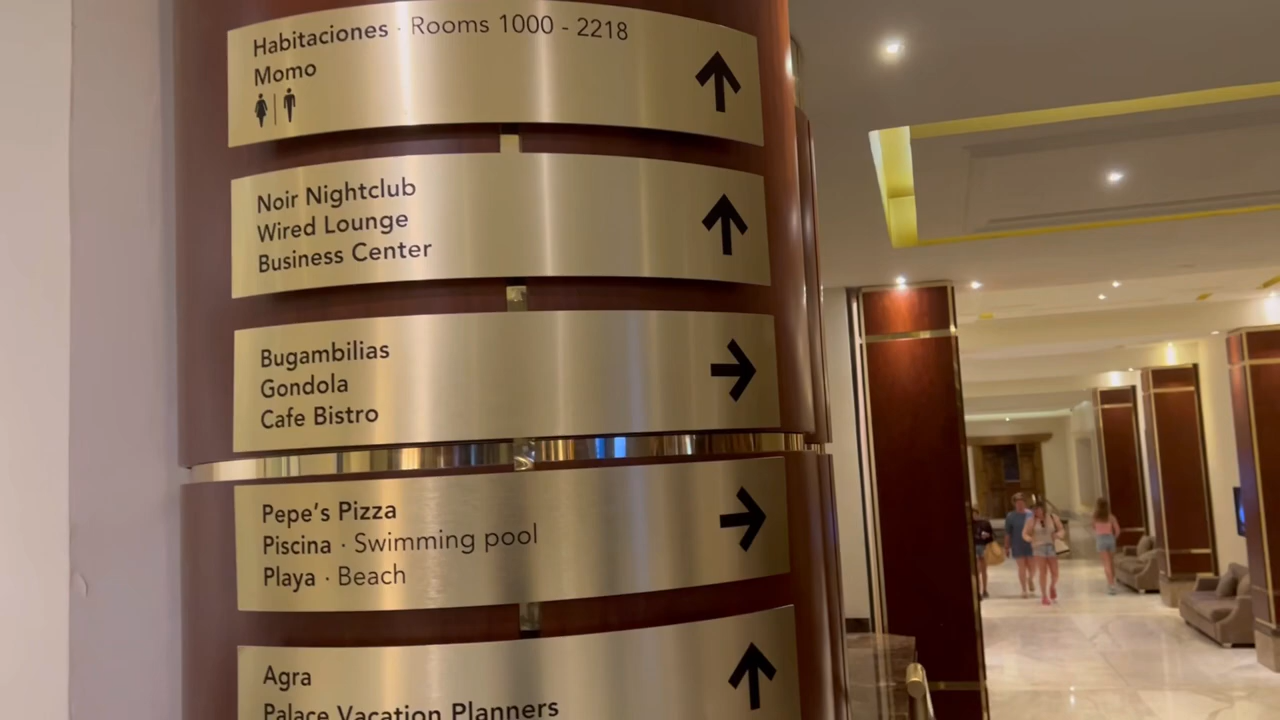 Habitaciones · Rooms 1000 - 2218
Momo
Noir Nightclub
Wired Lounge
Business Center
Bugambilias
Gondola
Cafe Bistro
Pepe's Pizza
Piscina · Swimming pool
Playa · Beach
Agra
Palace Vacation Planners